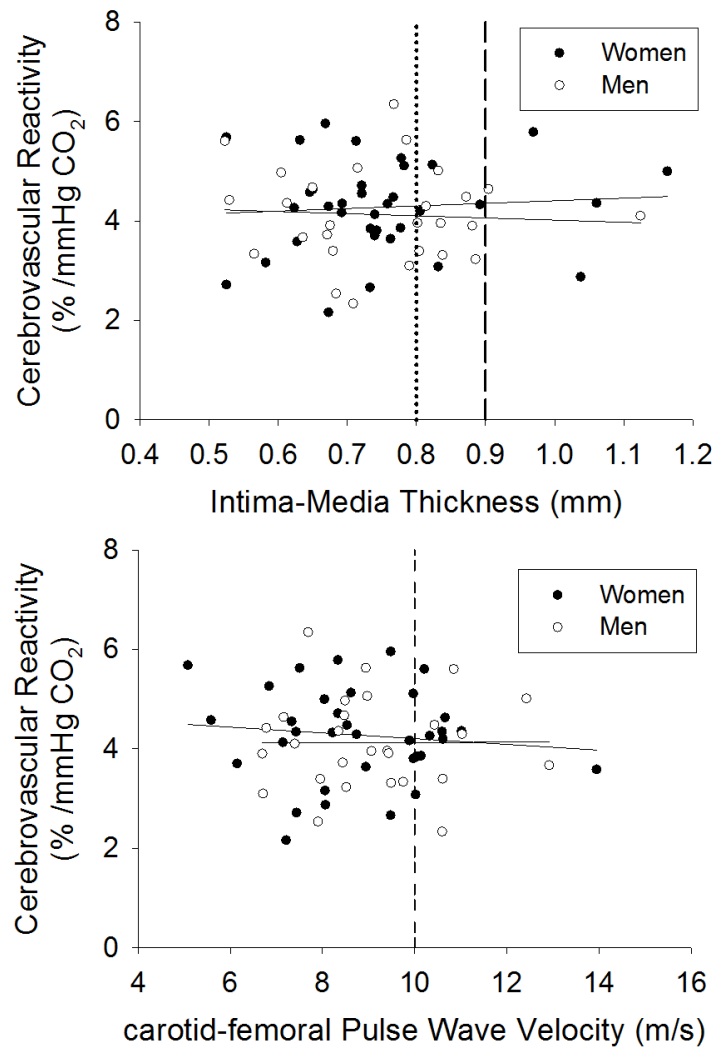 8
6
4
2
0
Cerebrovascular Reactivity
(% /mmHg CO2)
Women
Men
0.4 0.5 0.6 0.7 0.8 0.9 1.0 1.1 1.2
Intima-Media Thickness (mm)
8
6
4
2
0
Cerebrovascular Reactivity
(% /mmHg CO2)
Women
Men
4 6 8 10 12 14 16
carotid-femoral Pulse Wave Velocity (m/s)